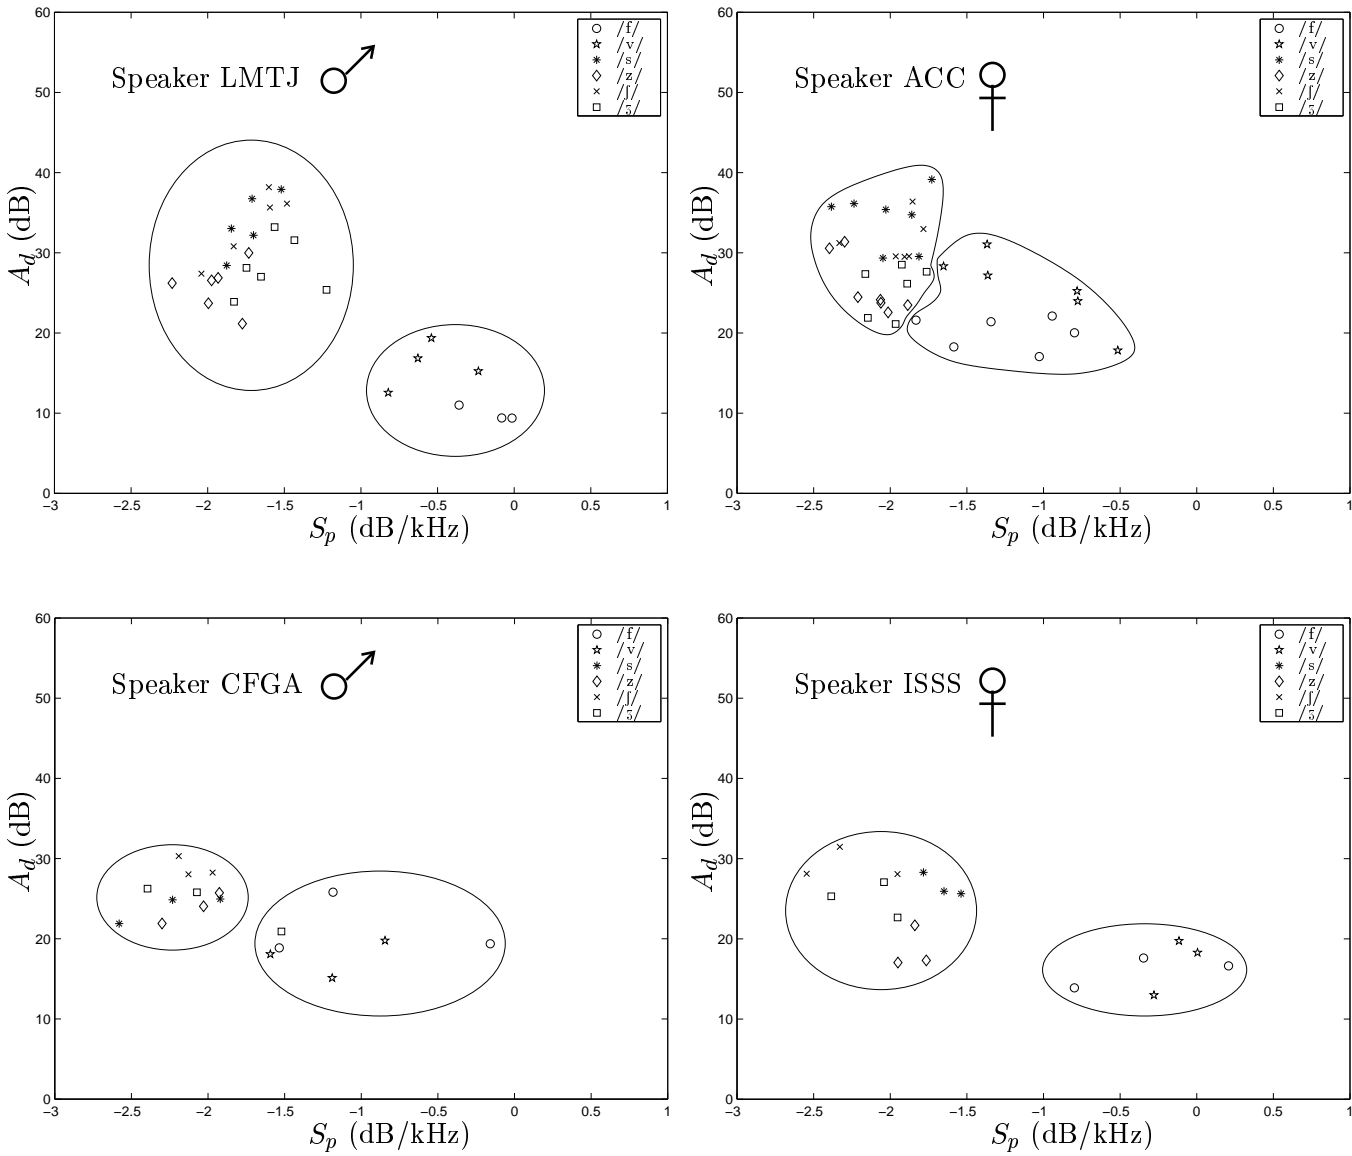 60
50
40
30
20
10
0
−3 −2.5 −2 −1.5 −1 −0.5 0 0.5 1
A_d (dB)
S_p (dB/kHz)
Speaker LMTJ ♂
/f/
/v/
/s/
/z/
/ʃ/
/ʒ/
60
50
40
30
20
10
0
−3 −2.5 −2 −1.5 −1 −0.5 0 0.5 1
A_d (dB)
S_p (dB/kHz)
Speaker ACC ♀
/f/
/v/
/s/
/z/
/ʃ/
/ʒ/
60
50
40
30
20
10
0
−3 −2.5 −2 −1.5 −1 −0.5 0 0.5 1
A_d (dB)
S_p (dB/kHz)
Speaker CFGA ♂
/f/
/v/
/s/
/z/
/ʃ/
/ʒ/
60
50
40
30
20
10
0
−3 −2.5 −2 −1.5 −1 −0.5 0 0.5 1
A_d (dB)
S_p (dB/kHz)
Speaker ISSS ♀
/f/
/v/
/s/
/z/
/ʃ/
/ʒ/